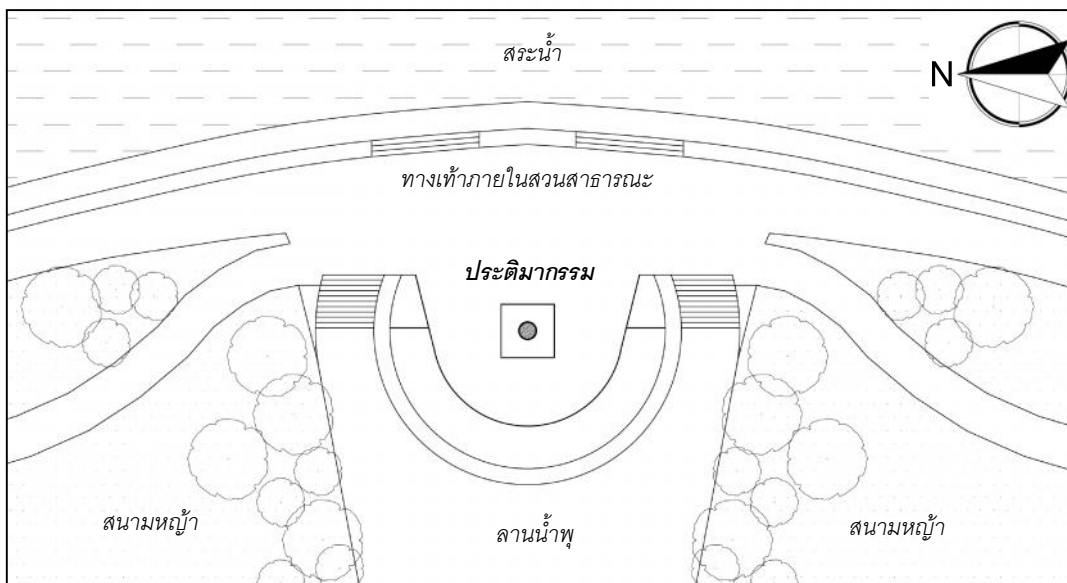 สระน้ำ
N
ทางเท้าภายในสวนสาธารณะ
ประติมากรรม
สนามหญ้า
ลานน้ำพุ
สนามหญ้า